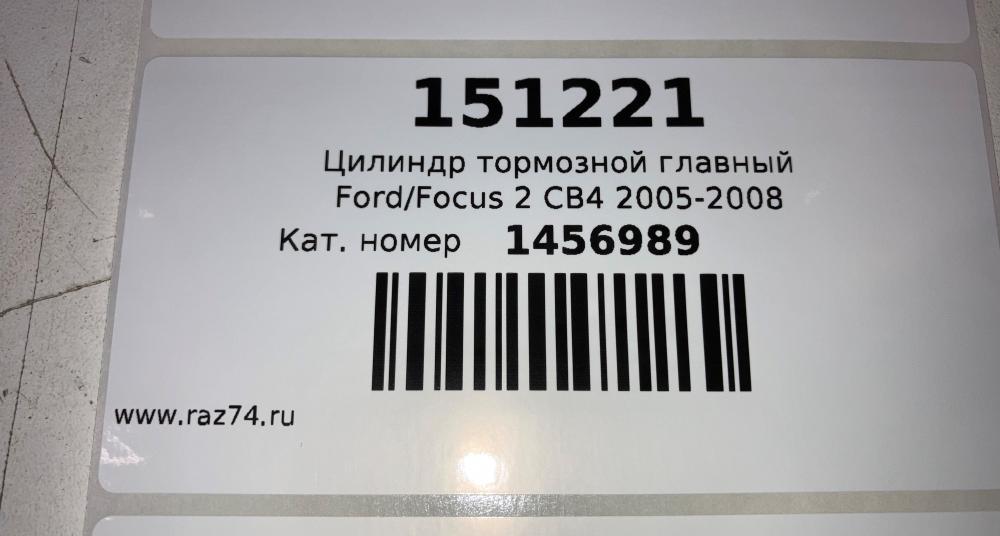 151221
Цилиндр тормозной главный
Ford/Focus 2 CB4 2005-2008
Кат. номер 1456989
www.raz74.ru